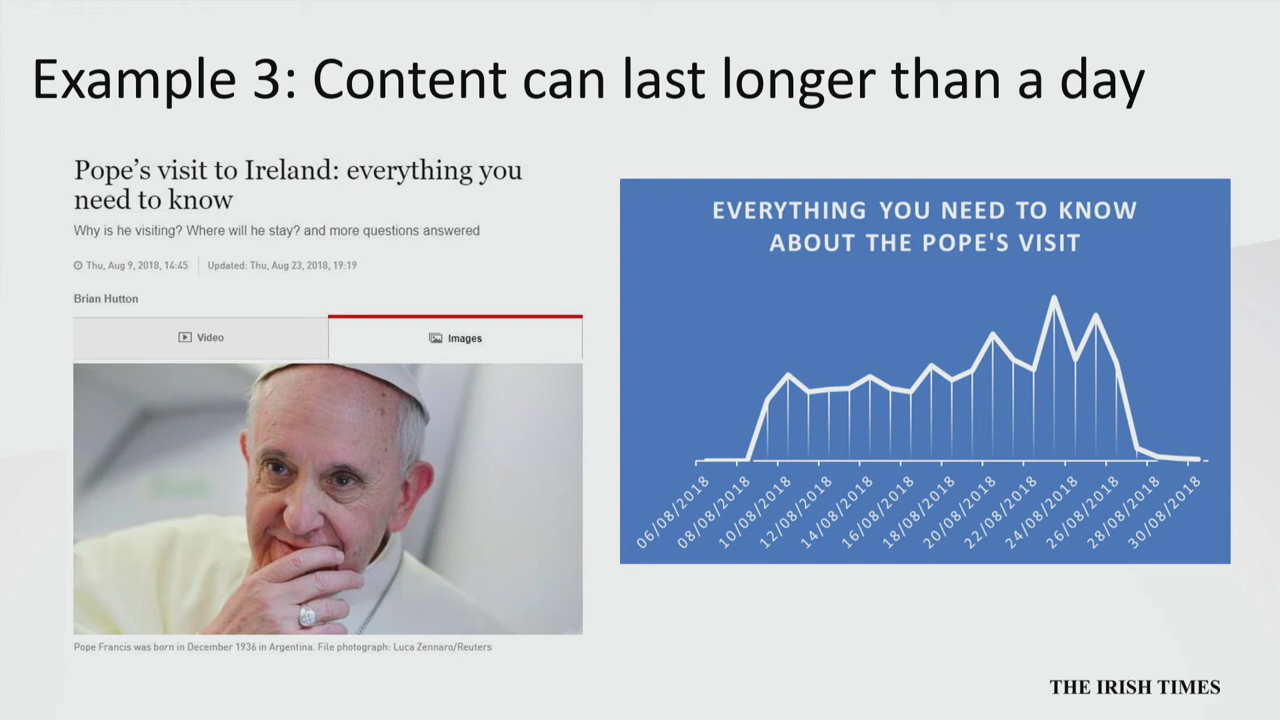 Example 3: Content can last longer than a day
Pope’s visit to Ireland: everything you
need to know
Why is he visiting? Where will he stay? and more questions answered
Thu, Aug 9, 2018, 14:45 Updated: Thu, Aug 23, 2018, 19:19
Brian Hutton
Video Images
Pope Francis was born in December 1936 in Argentina. File photograph: Luca Zennaro/Reuters
EVERYTHING YOU NEED TO KNOW
ABOUT THE POPE'S VISIT
06/08/2018
08/08/2018
10/08/2018
12/08/2018
14/08/2018
16/08/2018
18/08/2018
20/08/2018
22/08/2018
24/08/2018
26/08/2018
28/08/2018
30/08/2018
THE IRISH TIMES